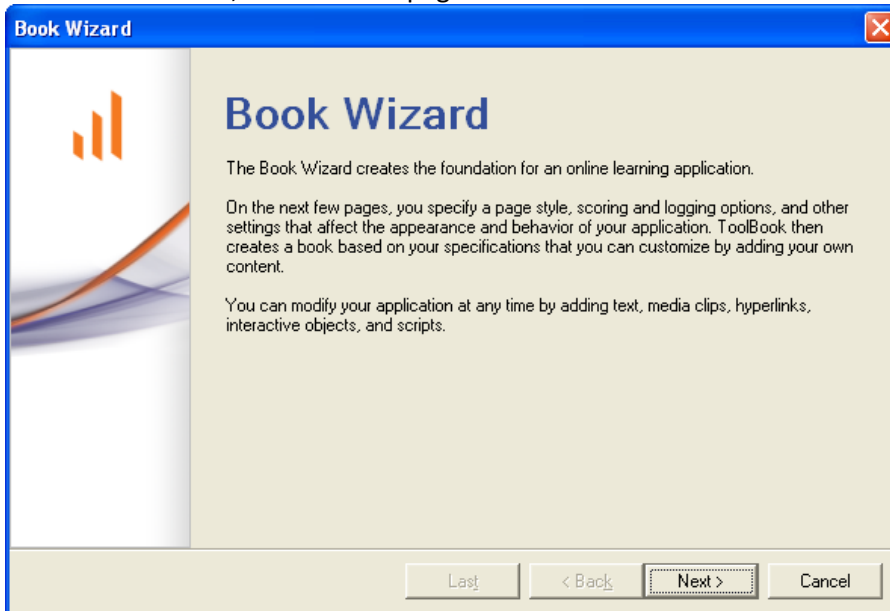 Book Wizard
Book Wizard
The Book Wizard creates the foundation for an online learning application.
On the next few pages, you specify a page style, scoring and logging options, and other
settings that affect the appearance and behavior of your application. ToolBook then
creates a book based on your specifications that you can customize by adding your own
content.
You can modify your application at any time by adding text, media clips, hyperlinks,
interactive objects, and scripts.
Last < Back Next > Cancel